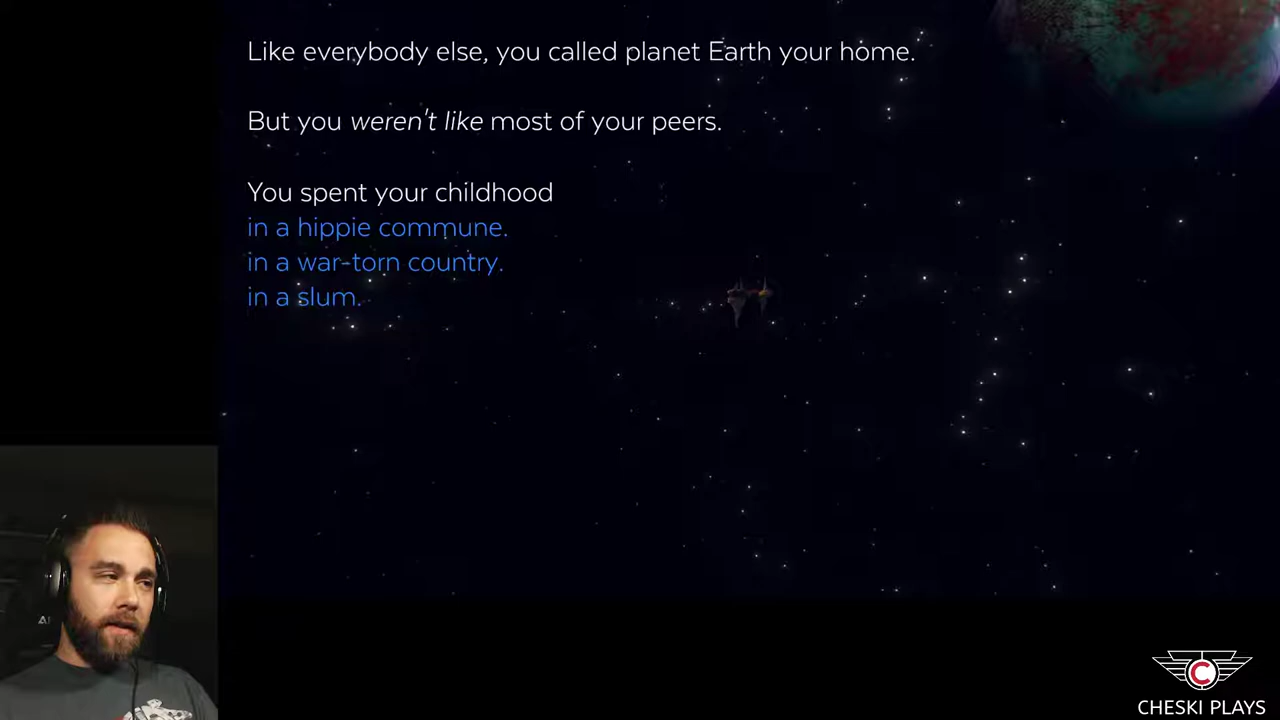 Like everybody else, you called planet Earth your home.
But you weren't like most of your peers.
You spent your childhood
in a hippie commune.
in a war-torn country.
in a slum.
C
CHESKI PLAYS